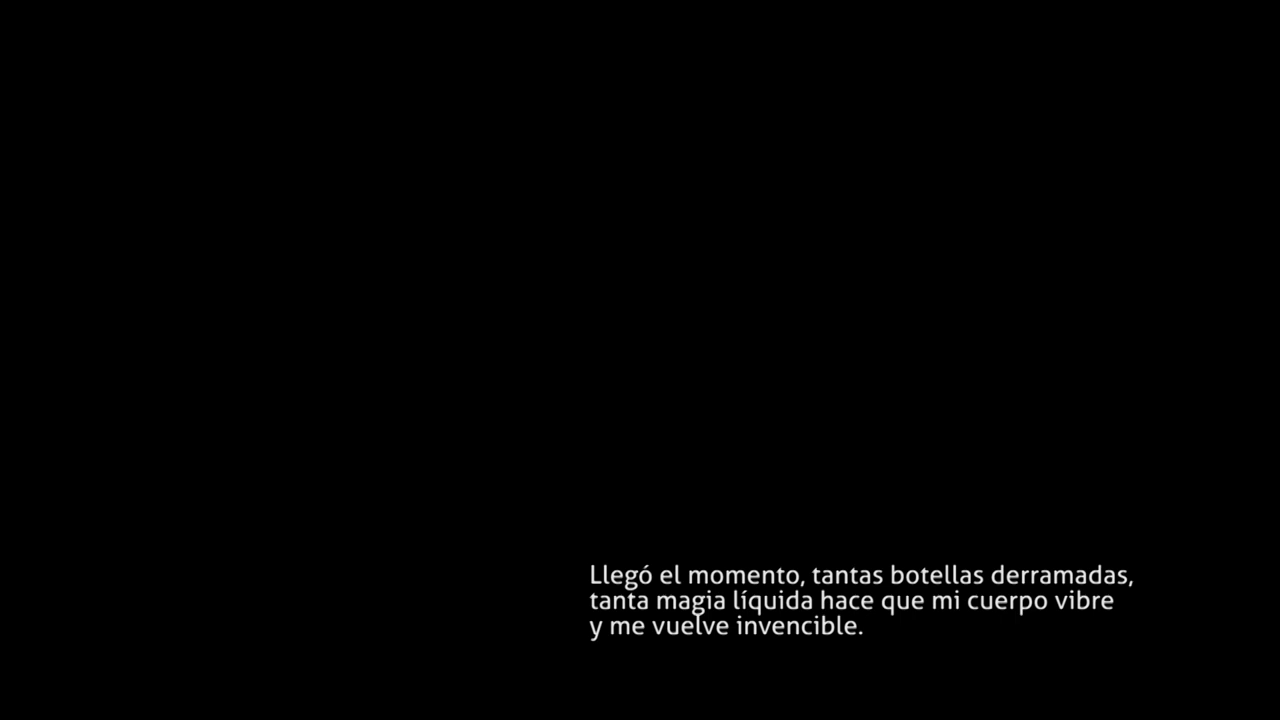 Llegó el momento, tantas botellas derramadas,
tanta magia líquida hace que mi cuerpo vibre
y me vuelve invencible.